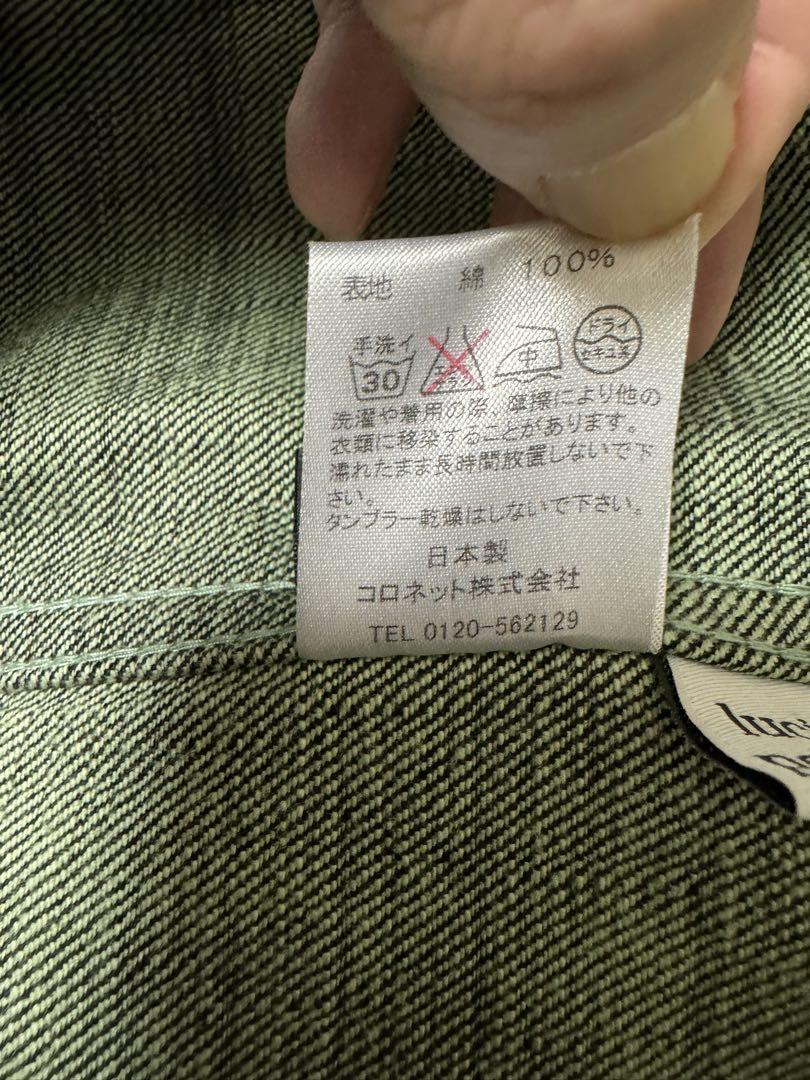 表地 綿 100%
手洗イ
30
中
ドライ
セキユ系
洗濯や着用の際、摩擦により他の
衣類に移染することがあります。
濡れたまま長時間放置しないで下
さい。
タンブラー乾燥はしないで下さい。
日本製
コロネット株式会社
TEL 0120-562129